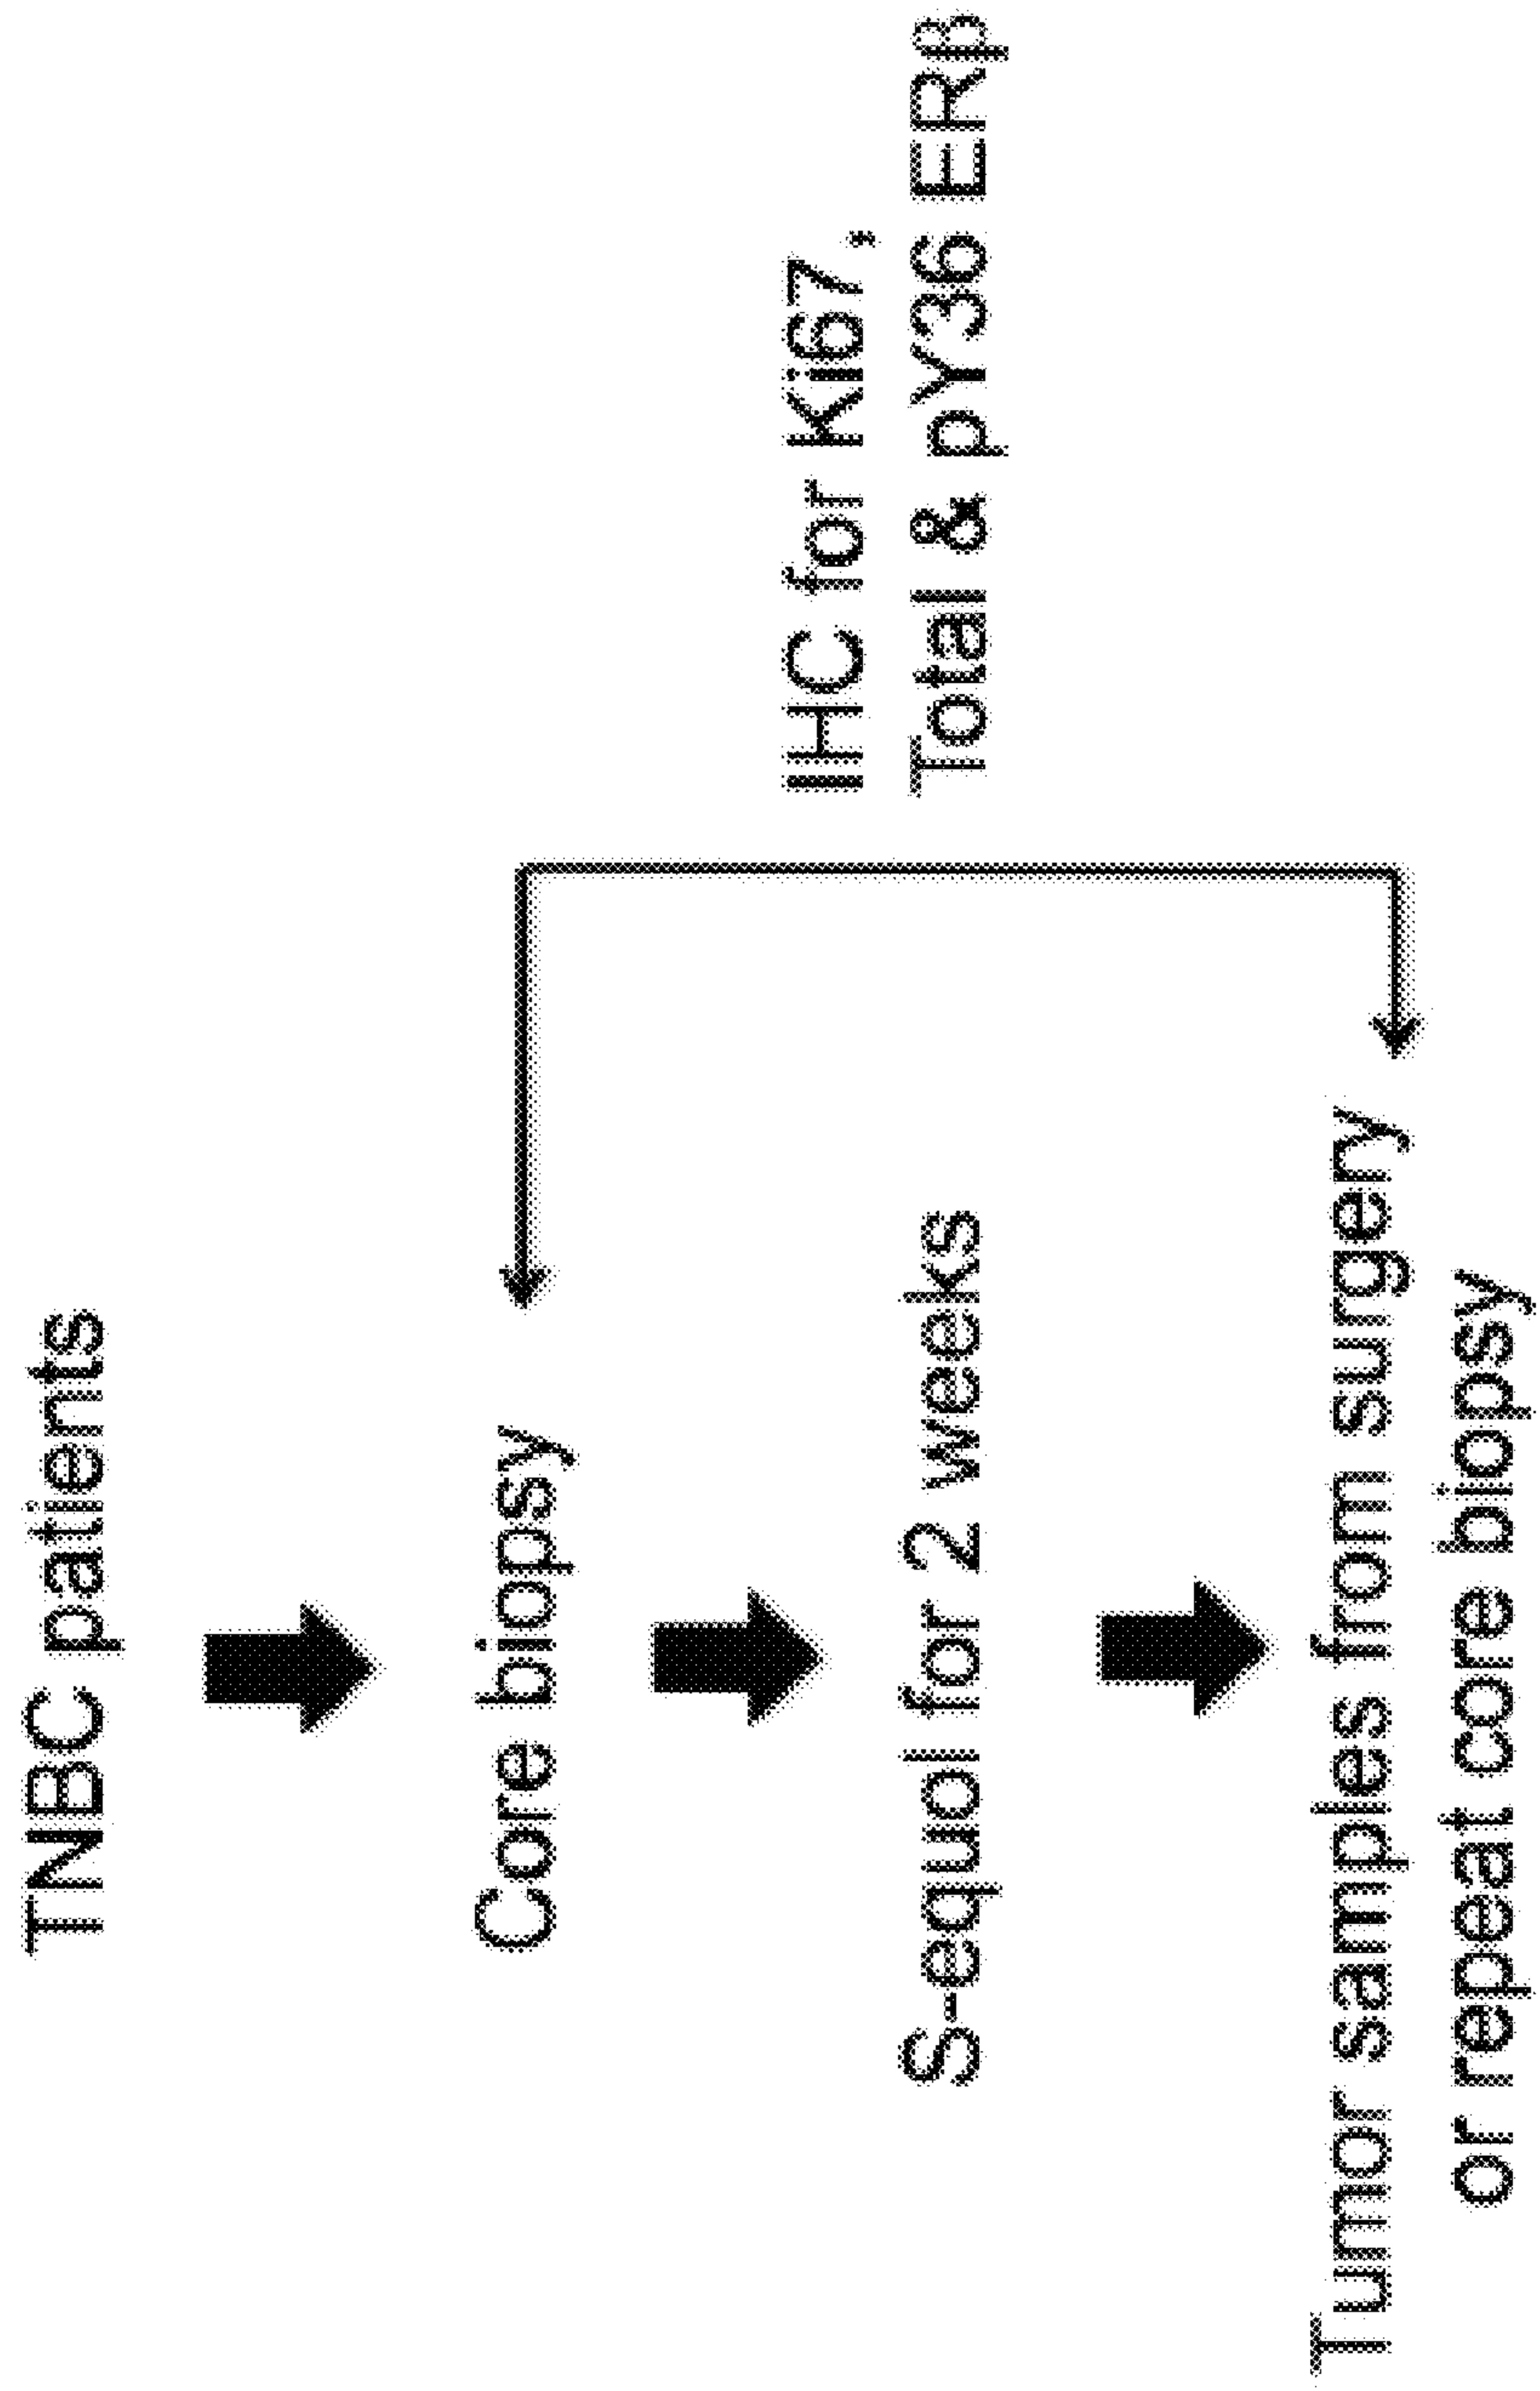 TNBC patients
Core biopsy
S-equol for 2 weeks
Tumor samples from surgery
or repeat core biopsy
IHC for Ki67,
Total & pY36 ERβ